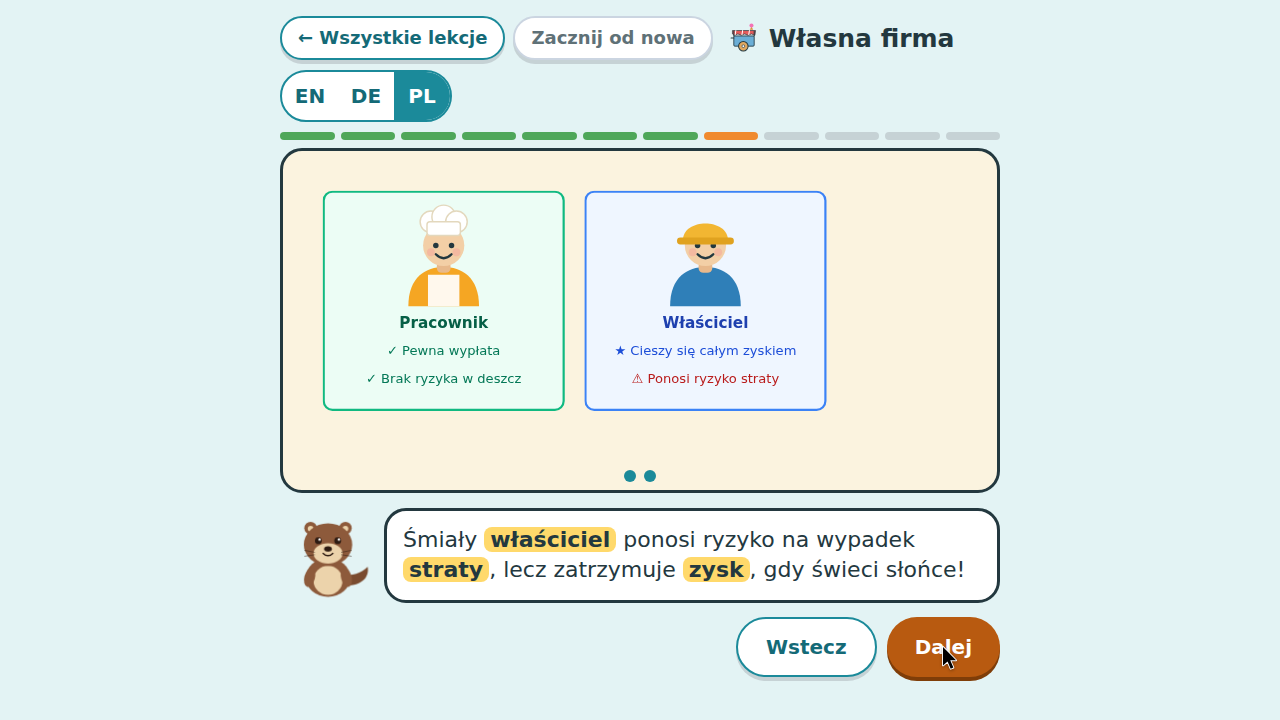 ← Wszystkie lekcje
Zacznij od nowa
Własna firma
EN DE PL
Pracownik
✓ Pewna wypłata
✓ Brak ryzyka w deszcz
Właściciel
★ Cieszy się całym zyskiem
⚠ Ponosi ryzyko straty
Śmiały właściciel ponosi ryzyko na wypadek
straty, lecz zatrzymuje zysk, gdy świeci słońce!
Wstecz
Dalej